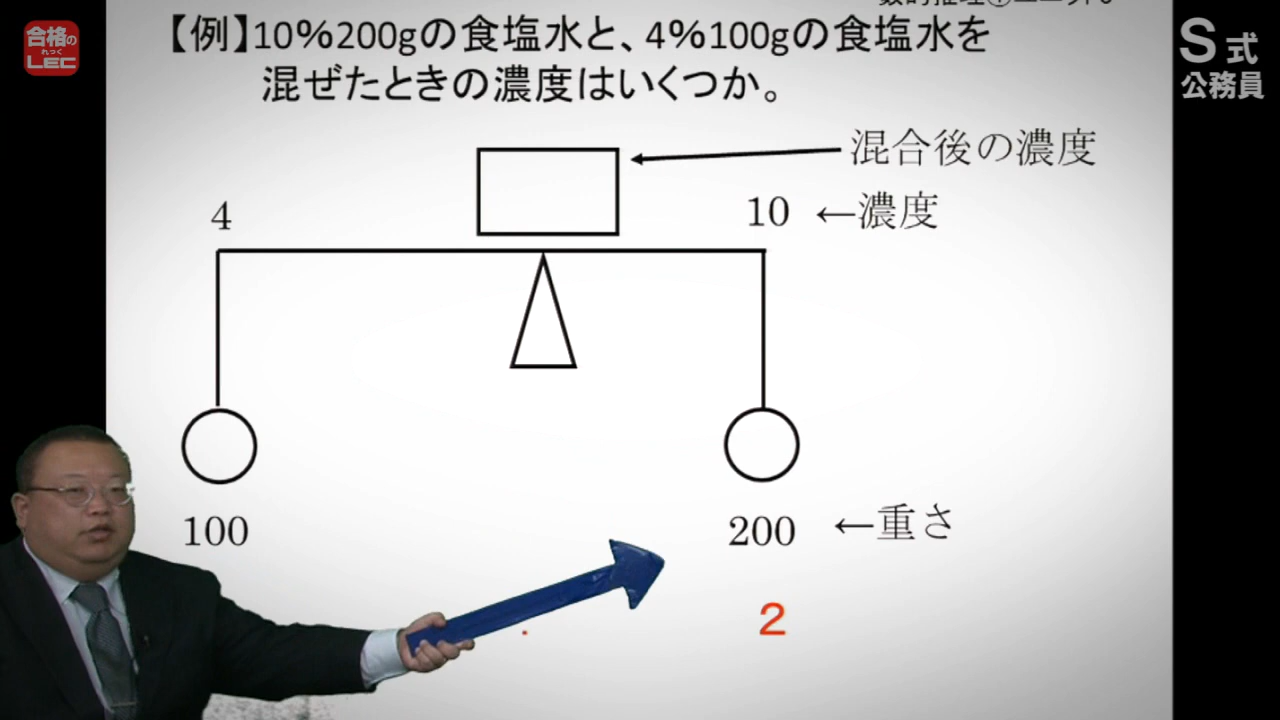 合格の
れっく
LEC
S式
公務員
【例】10%200gの食塩水と、4%100gの食塩水を
混ぜたときの濃度はいくつか。
←混合後の濃度
4
10 ←濃度
100
200 ←重さ
2